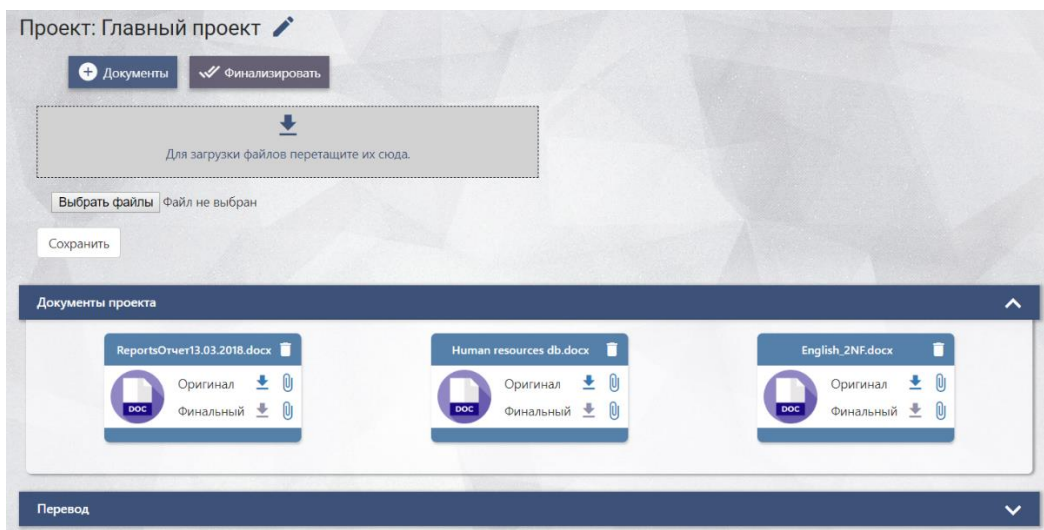 Проект: Главный проект
Документы Финализировать
Для загрузки файлов перетащите их сюда.
Выбрать файлы Файл не выбран
Сохранить
Документы проекта
ReportsОтчет13.03.2018.docx
DOC
Оригинал
Финальный
Human resources db.docx
DOC
Оригинал
Финальный
English_2NF.docx
DOC
Оригинал
Финальный
Перевод